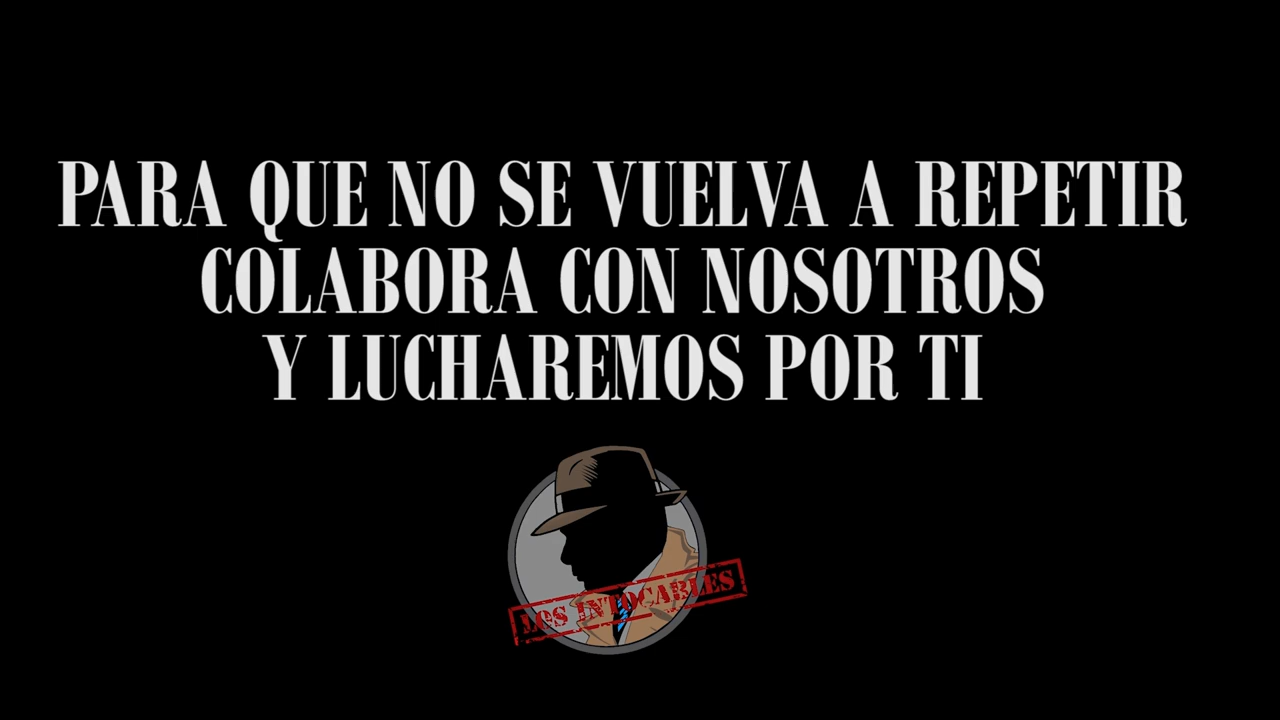 PARA QUE NO SE VUELVA A REPETIR
COLABORA CON NOSOTROS
Y LUCHAREMOS POR TI
LOS INTOCABLES